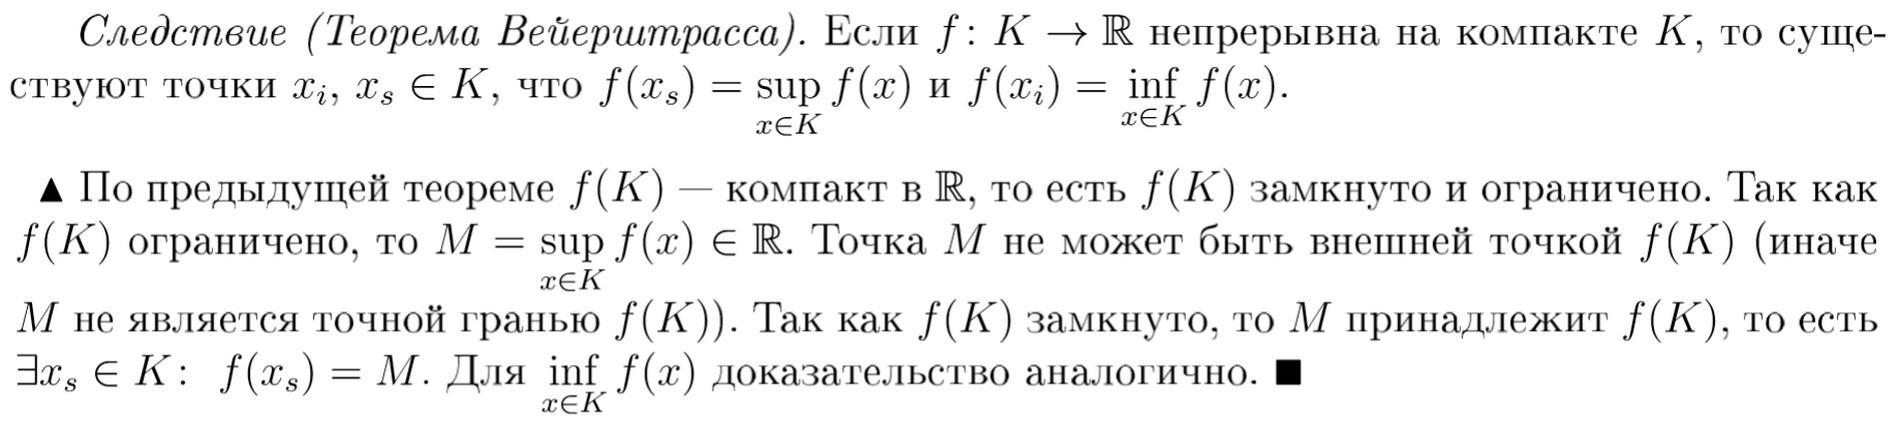 Следствие (Теорема Вейерштрасса). Если f : K → ℝ непрерывна на компакте K, то суще-
ствуют точки x_i, x_s ∈ K, что f(x_s) = sup_{x∈K} f(x) и f(x_i) = inf_{x∈K} f(x).
▲ По предыдущей теореме f(K) — компакт в ℝ, то есть f(K) замкнуто и ограничено. Так как
f(K) ограничено, то M = sup_{x∈K} f(x) ∈ ℝ. Точка M не может быть внешней точкой f(K) (иначе
M не является точной гранью f(K)). Так как f(K) замкнуто, то M принадлежит f(K), то есть
∃x_s ∈ K : f(x_s) = M. Для inf_{x∈K} f(x) доказательство аналогично. ■